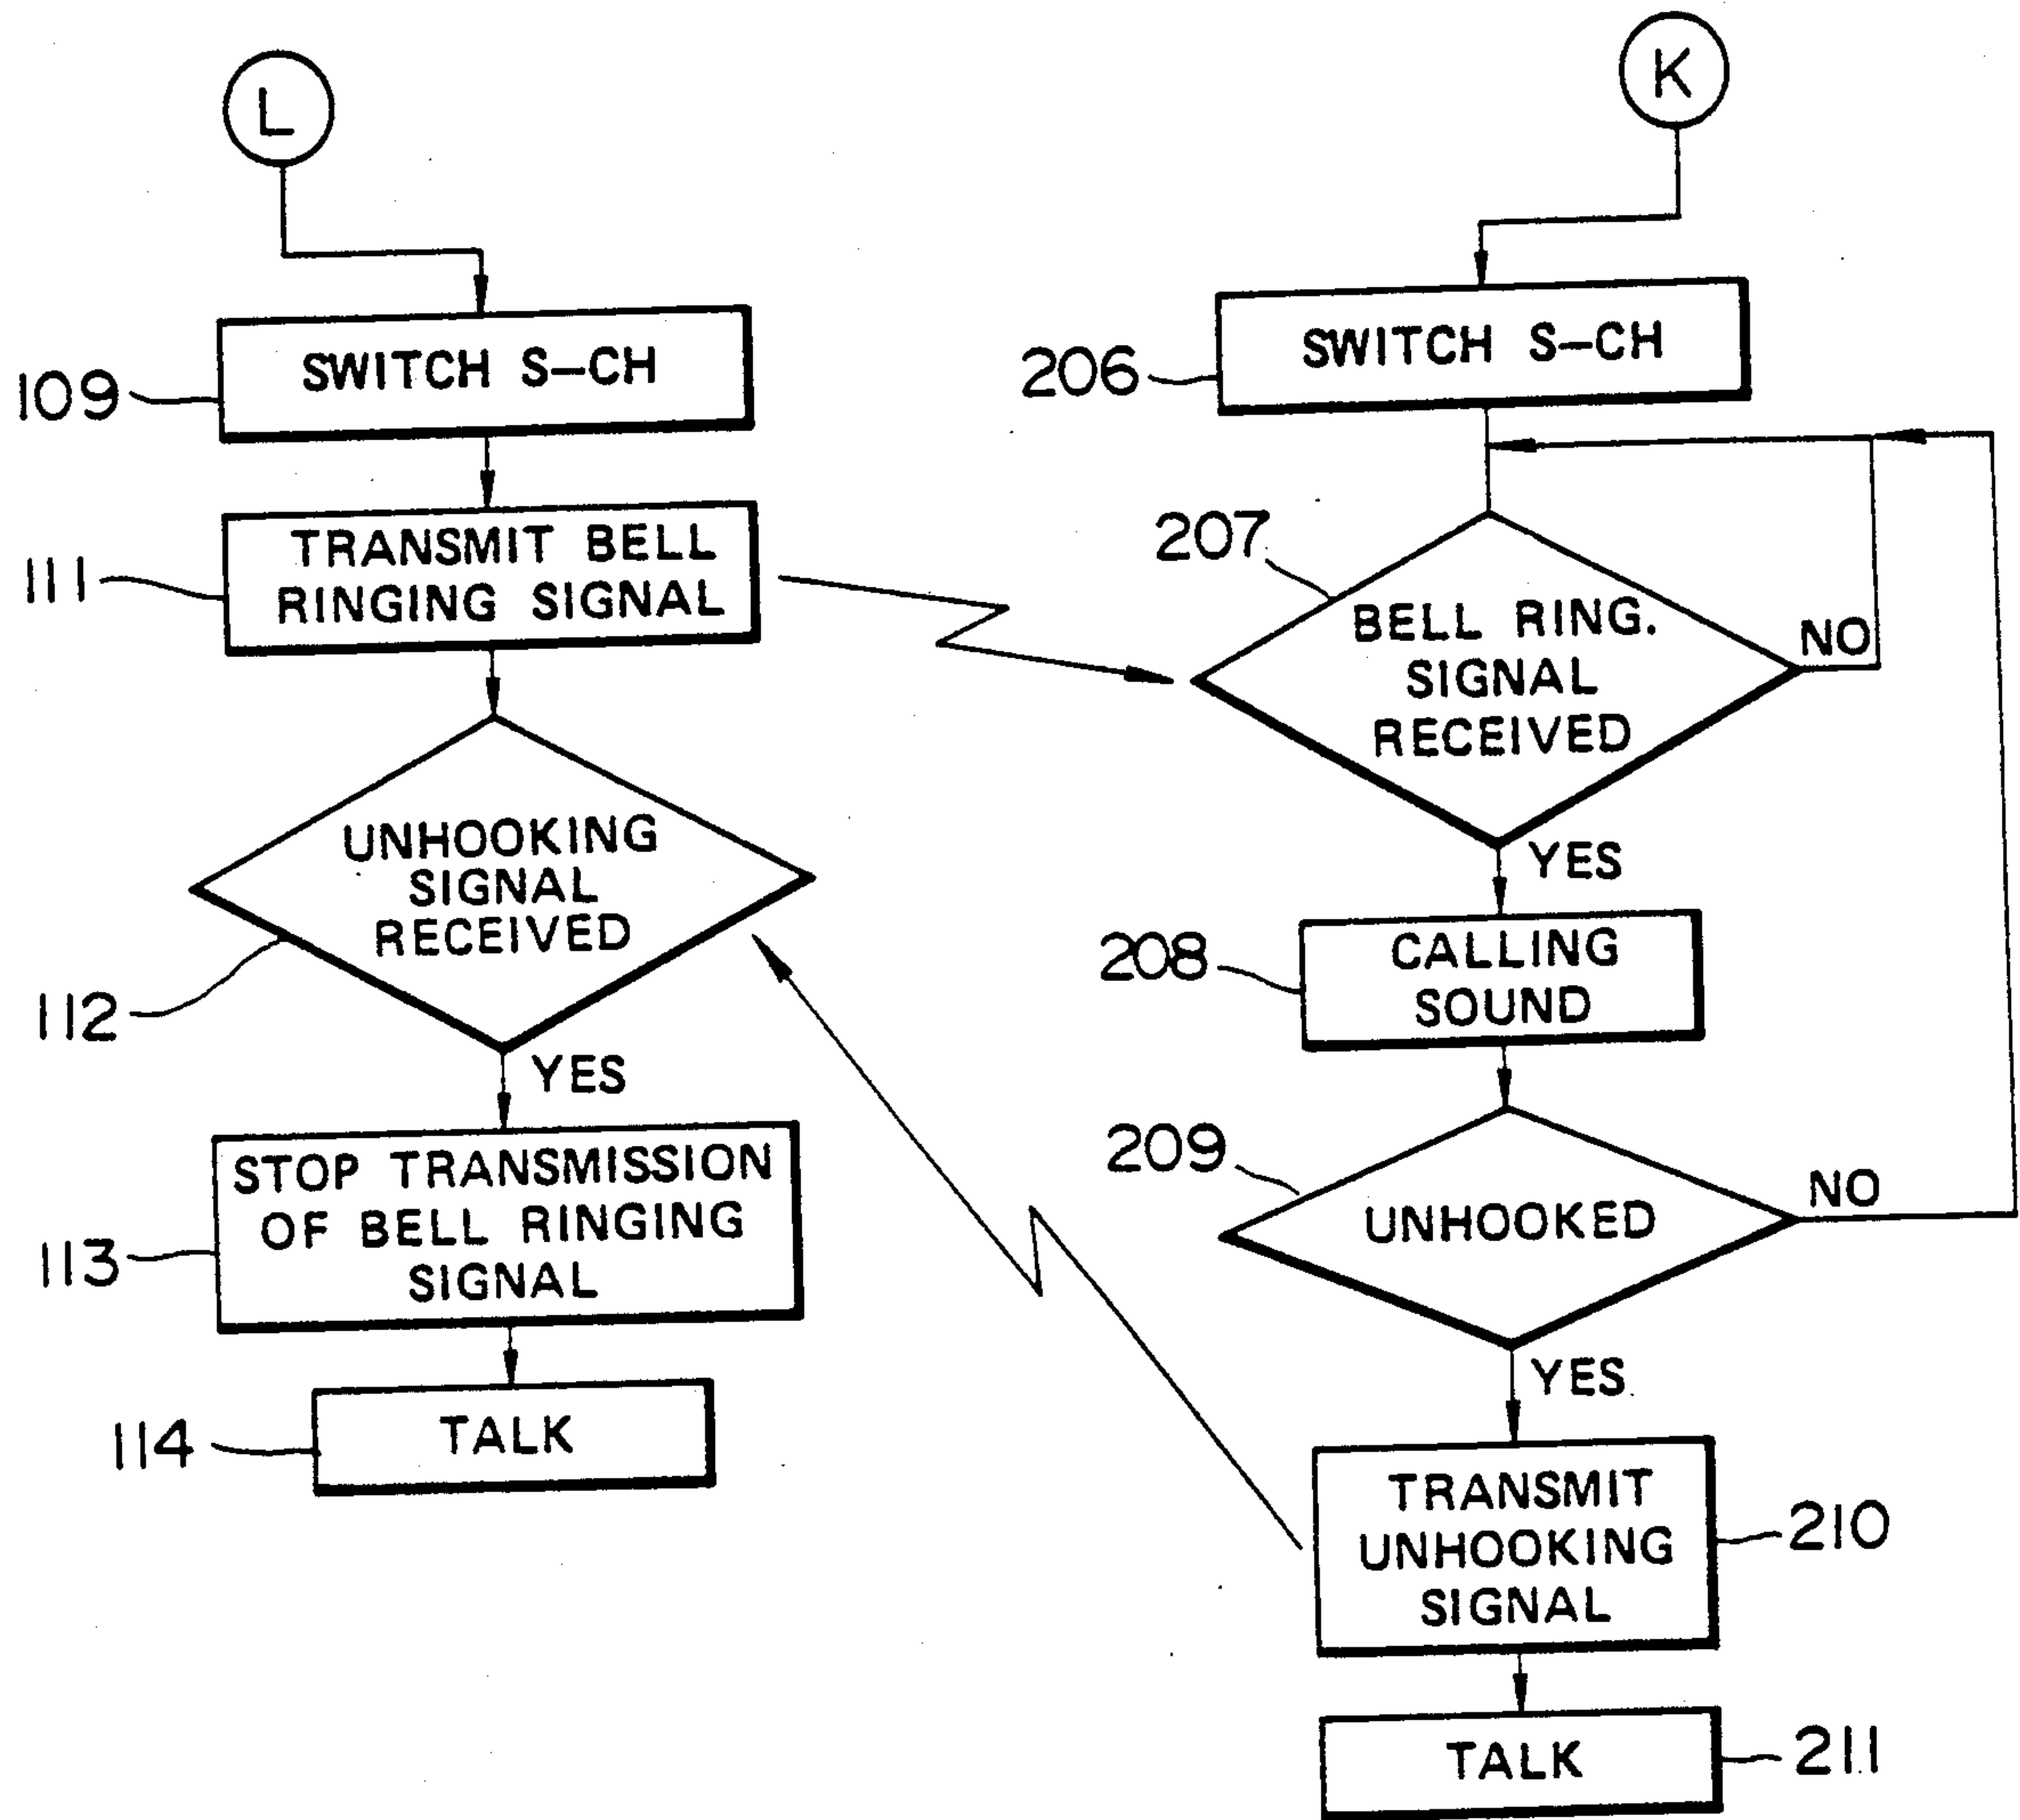 L
109
SWITCH S-CH
111
TRANSMIT BELL
RINGING SIGNAL
UNHOOKING
SIGNAL
RECEIVED
112
YES
STOP TRANSMISSION
OF BELL RINGING
SIGNAL
113
114
TALK
K
SWITCH S-CH
206
207
BELL RING.
SIGNAL
RECEIVED
NO
YES
208
CALLING
SOUND
209
UNHOOKED
NO
YES
TRANSMIT
UNHOOKING
SIGNAL
210
TALK
211